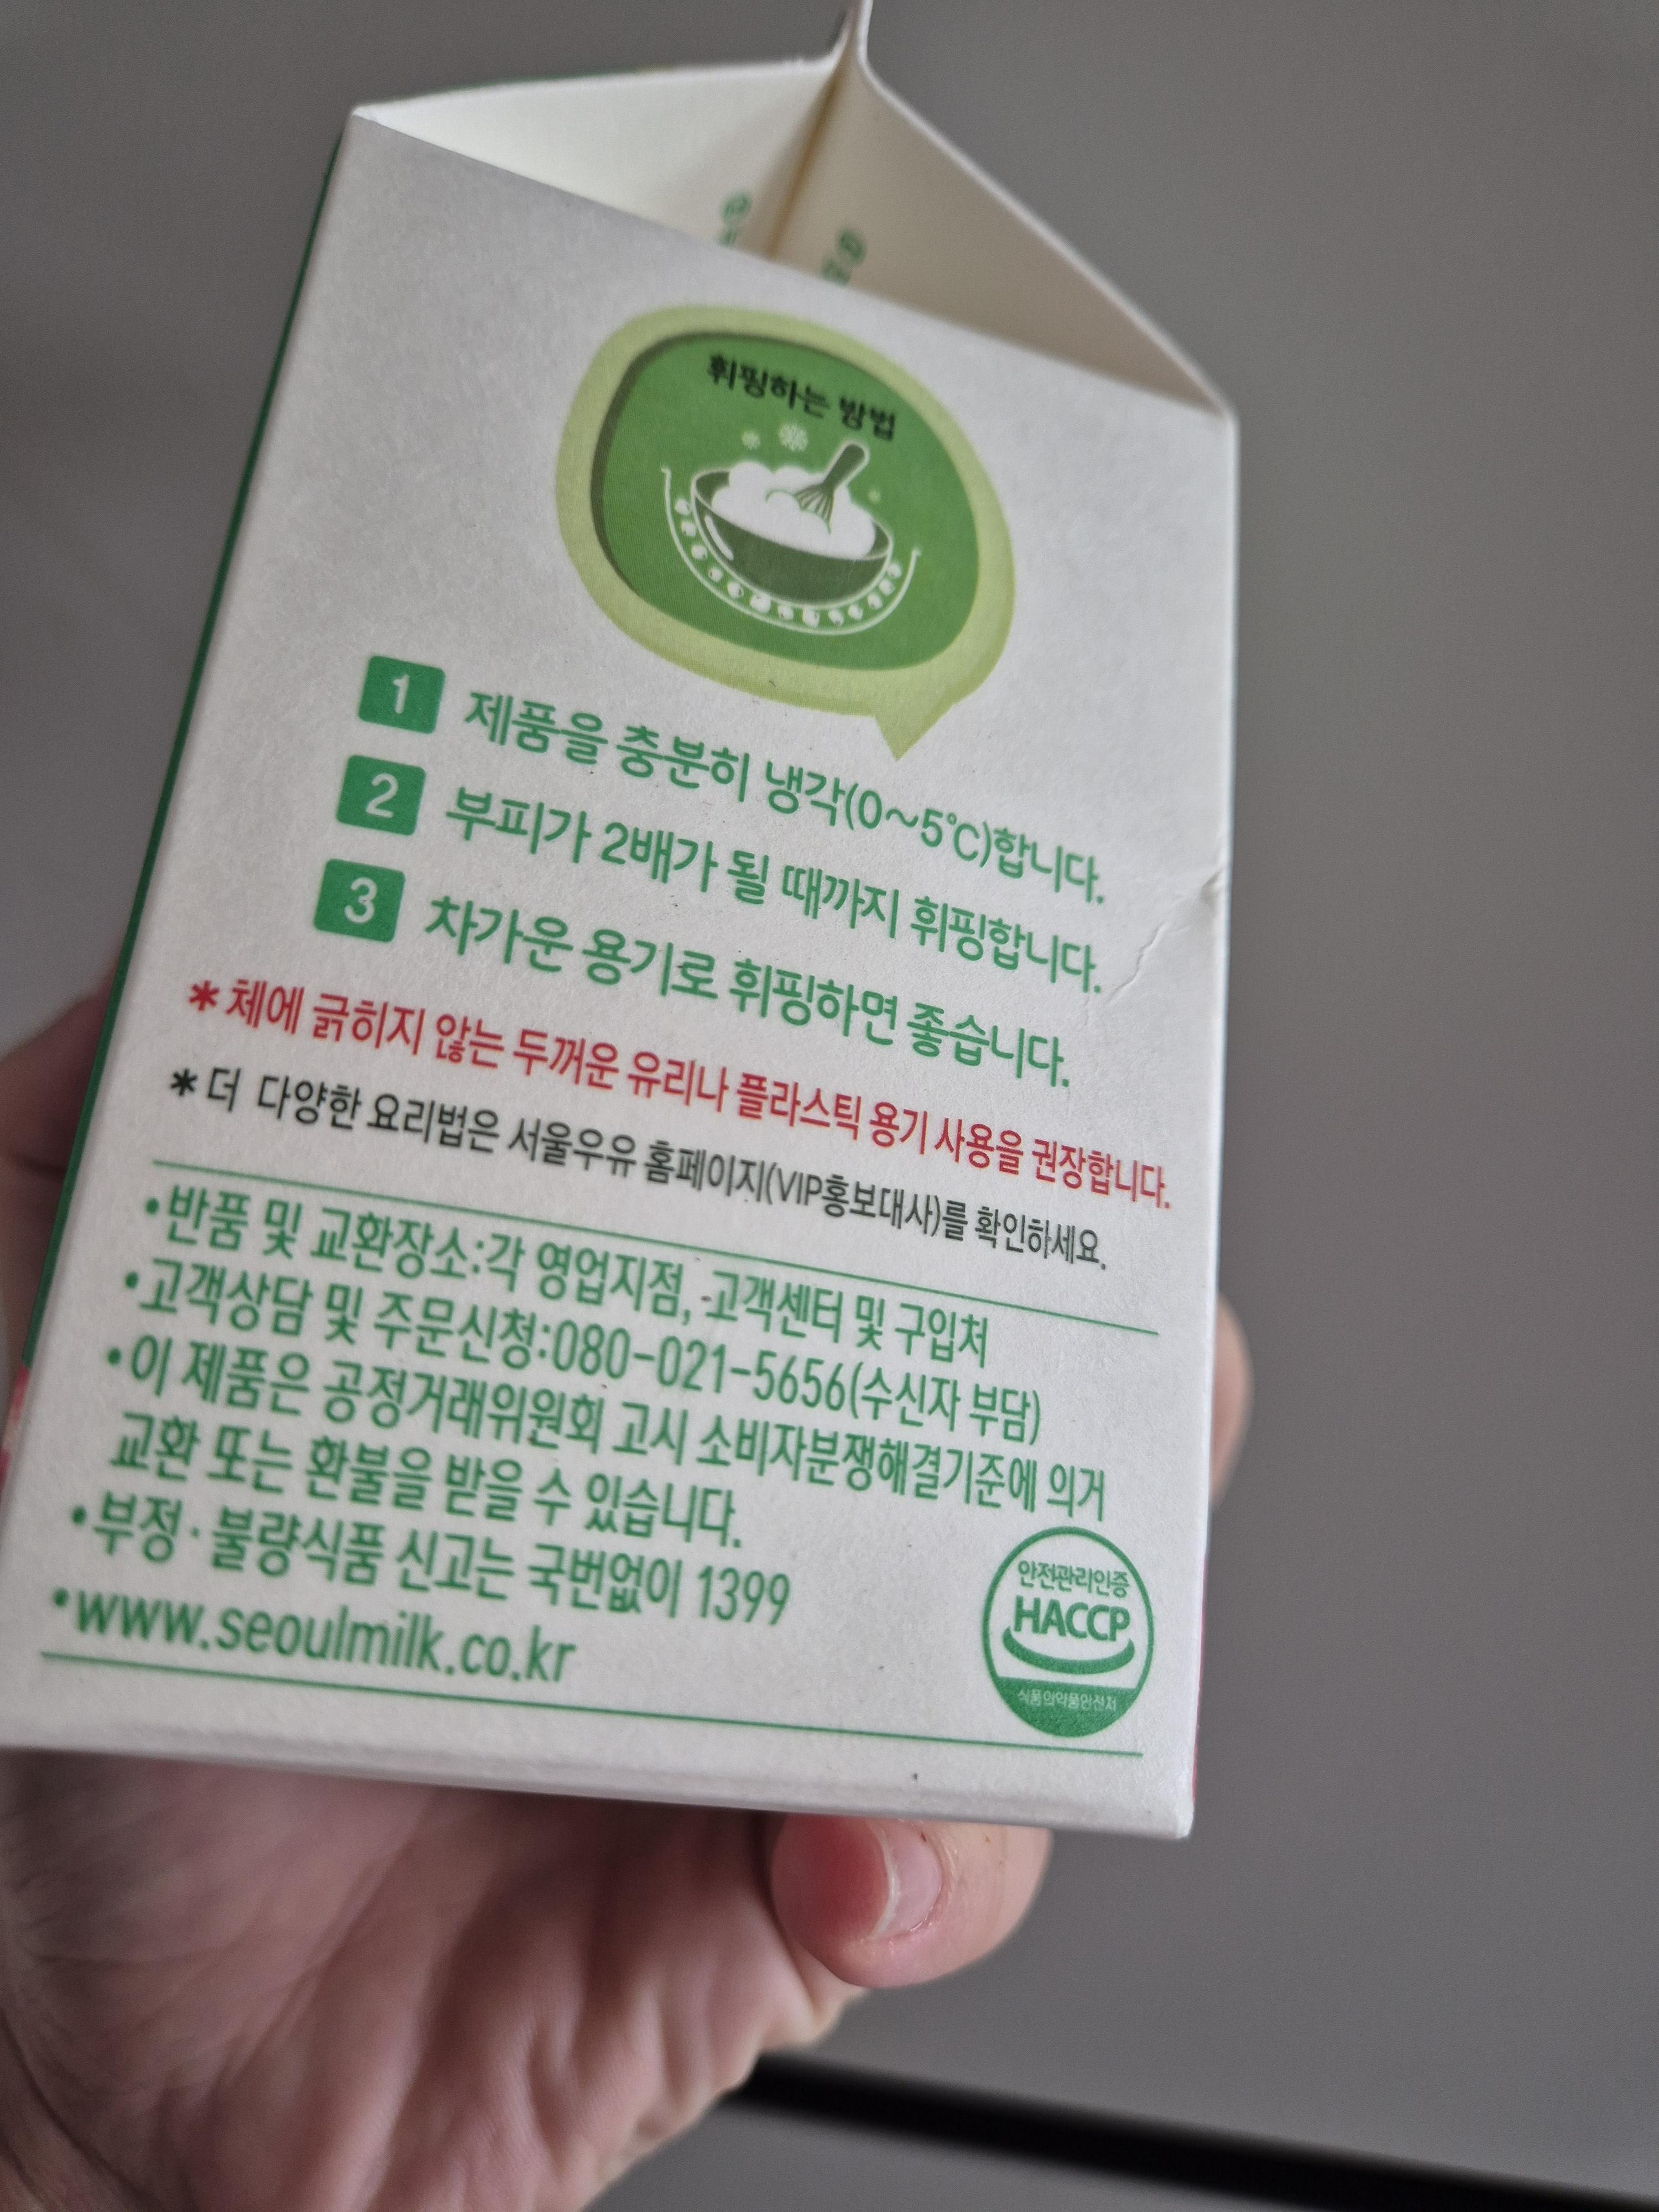 휘핑하는 방법
1 제품을 충분히 냉각(0~5℃)합니다.
2 부피가 2배가 될 때까지 휘핑합니다.
3 차가운 용기로 휘핑하면 좋습니다.
* 체에 긁히지 않는 두꺼운 유리나 플라스틱 용기 사용을 권장합니다.
* 더 다양한 요리법은 서울우유 홈페이지(VIP홍보대사)를 확인하세요.
•반품 및 교환장소:각 영업지점, 고객센터 및 구입처
•고객상담 및 주문신청:080-021-5656(수신자 부담)
•이 제품은 공정거래위원회 고시 소비자분쟁해결기준에 의거
교환 또는 환불을 받을 수 있습니다.
•부정·불량식품 신고는 국번없이 1399
•www.seoulmilk.co.kr
안전관리인증
HACCP
식품의약품안전처